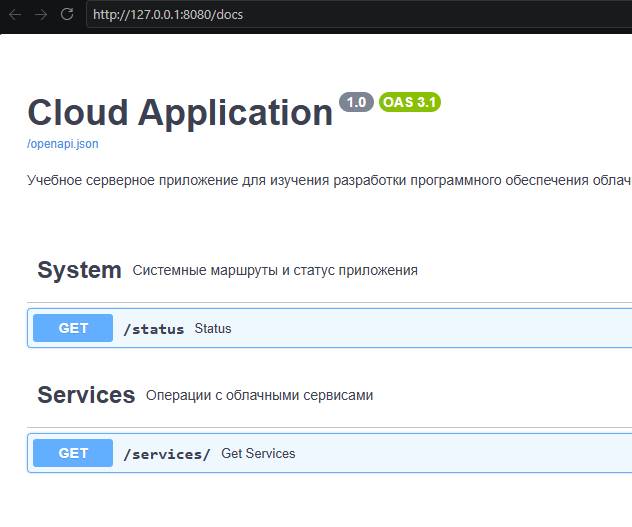 http://127.0.0.1:8080/docs
Cloud Application 1.0 OAS 3.1
/openapi.json
Учебное серверное приложение для изучения разработки программного обеспечения облач
System Системные маршруты и статус приложения
GET /status Status
Services Операции с облачными сервисами
GET /services/ Get Services